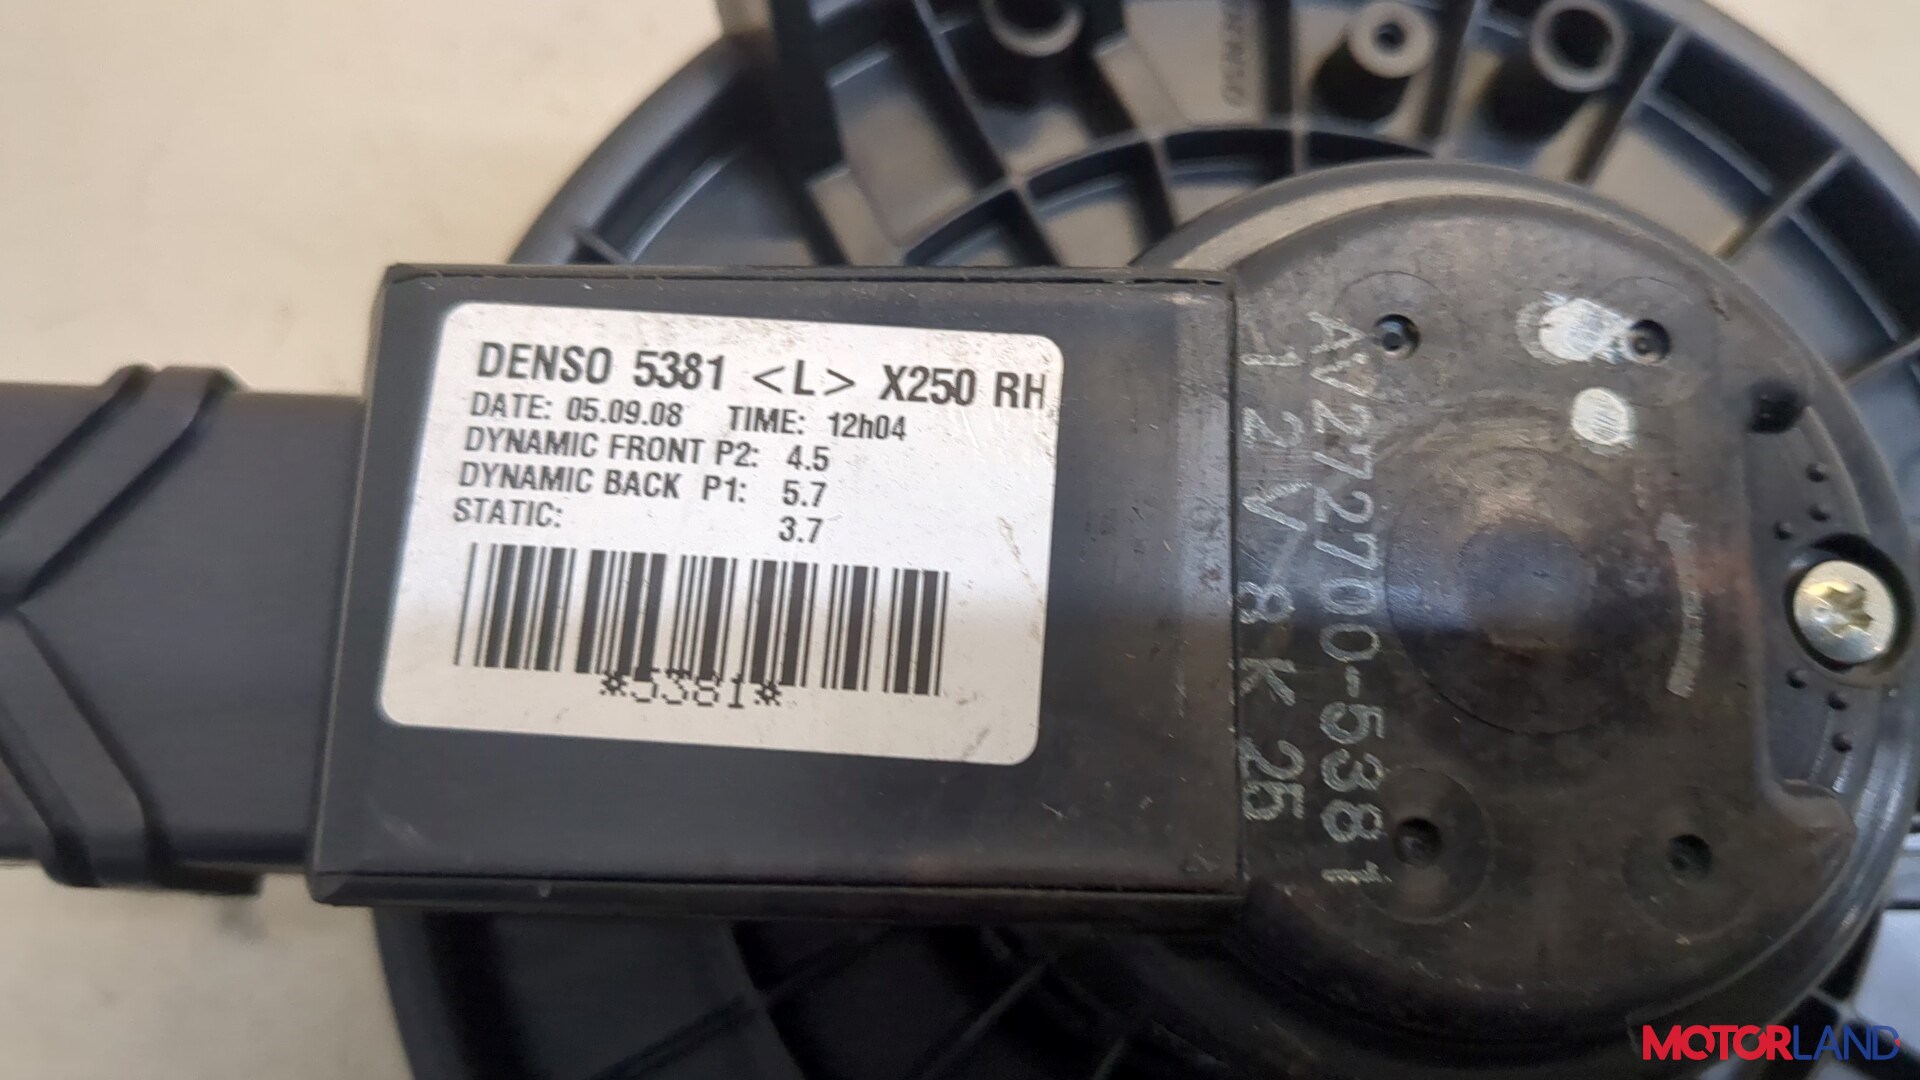 DENSO
DENSO 5381 <L> X250 RH
DATE: 05.09.08 TIME: 12h04
DYNAMIC FRONT P2: 4.5
DYNAMIC BACK P1: 5.7
STATIC: 3.7
*5381*
AV272700-5381
12V 8K25
MOTORLAND